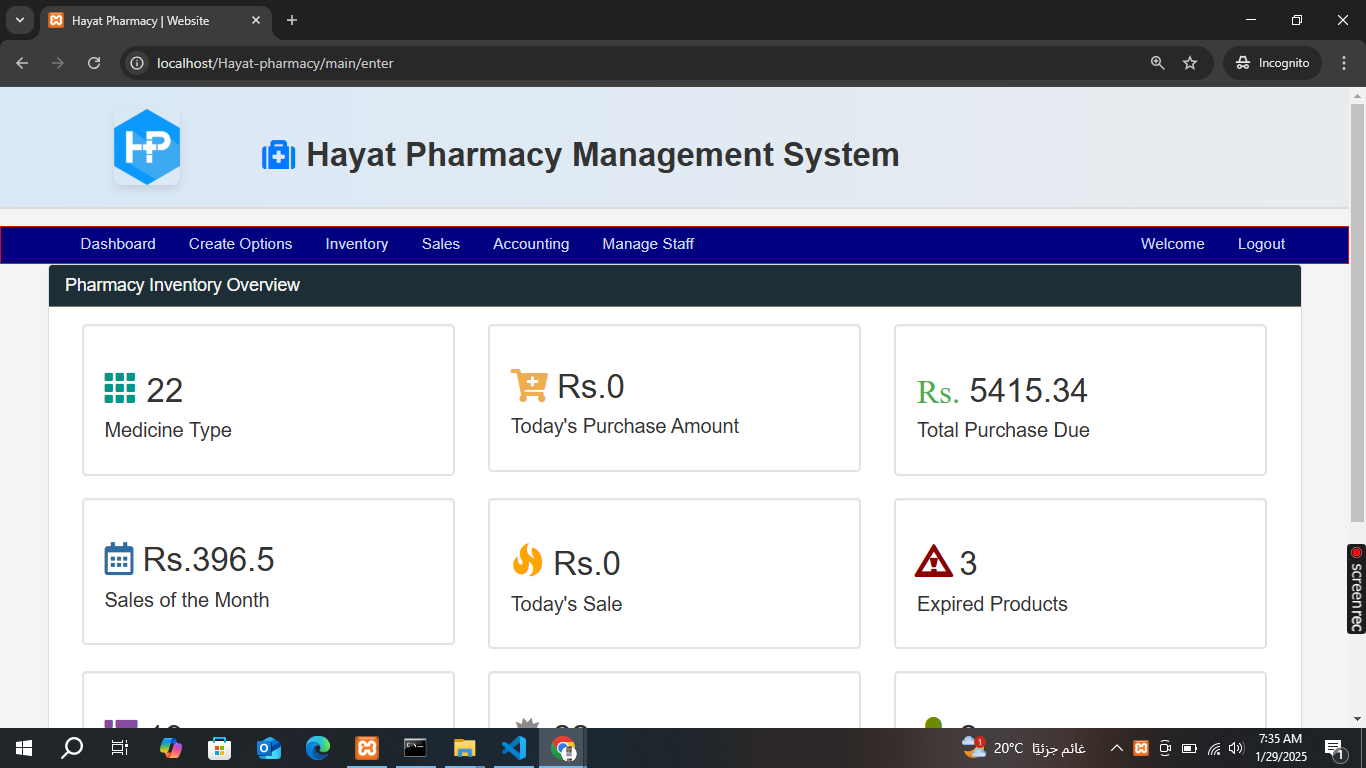 Hayat Pharmacy | Website
localhost/Hayat-pharmacy/main/enter
Incognito
HP
Hayat Pharmacy Management System
Dashboard Create Options Inventory Sales Accounting Manage Staff Welcome Logout
Pharmacy Inventory Overview
22
Medicine Type
Rs.0
Today's Purchase Amount
Rs. 5415.34
Total Purchase Due
Rs.396.5
Sales of the Month
Rs.0
Today's Sale
3
Expired Products
screenrec
1
20°C
غائم جزئيًا
7:35 AM
1/29/2025
1